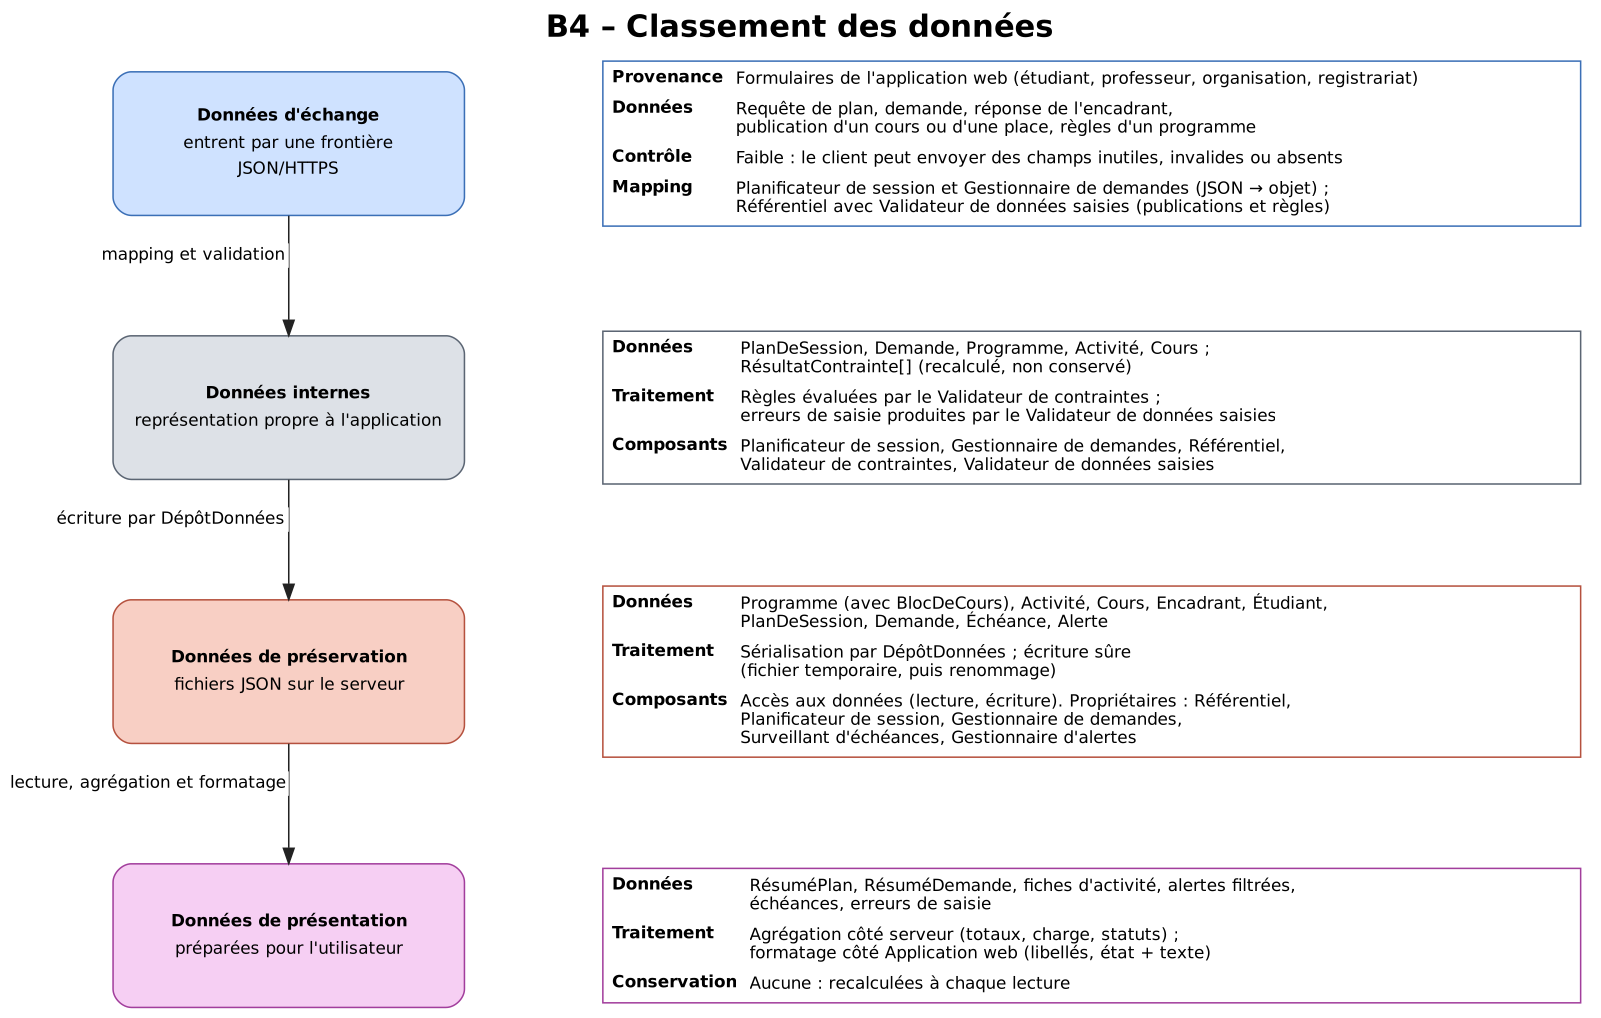 B4 – Classement des données
Données d'échange
entrent par une frontière
JSON/HTTPS
Provenance Formulaires de l'application web (étudiant, professeur, organisation, registrariat)
Données Requête de plan, demande, réponse de l'encadrant,
publication d'un cours ou d'une place, règles d'un programme
Contrôle Faible : le client peut envoyer des champs inutiles, invalides ou absents
Mapping Planificateur de session et Gestionnaire de demandes (JSON → objet) ;
Référentiel avec Validateur de données saisies (publications et règles)
mapping et validation
Données internes
représentation propre à l'application
Données PlanDeSession, Demande, Programme, Activité, Cours ;
RésultatContrainte[] (recalculé, non conservé)
Traitement Règles évaluées par le Validateur de contraintes ;
erreurs de saisie produites par le Validateur de données saisies
Composants Planificateur de session, Gestionnaire de demandes, Référentiel,
Validateur de contraintes, Validateur de données saisies
écriture par DépôtDonnées
Données de préservation
fichiers JSON sur le serveur
Données Programme (avec BlocDeCours), Activité, Cours, Encadrant, Étudiant,
PlanDeSession, Demande, Échéance, Alerte
Traitement Sérialisation par DépôtDonnées ; écriture sûre
(fichier temporaire, puis renommage)
Composants Accès aux données (lecture, écriture). Propriétaires : Référentiel,
Planificateur de session, Gestionnaire de demandes,
Surveillant d'échéances, Gestionnaire d'alertes
lecture, agrégation et formatage
Données de présentation
préparées pour l'utilisateur
Données RésuméPlan, RésuméDemande, fiches d'activité, alertes filtrées,
échéances, erreurs de saisie
Traitement Agrégation côté serveur (totaux, charge, statuts) ;
formatage côté Application web (libellés, état + texte)
Conservation Aucune : recalculées à chaque lecture